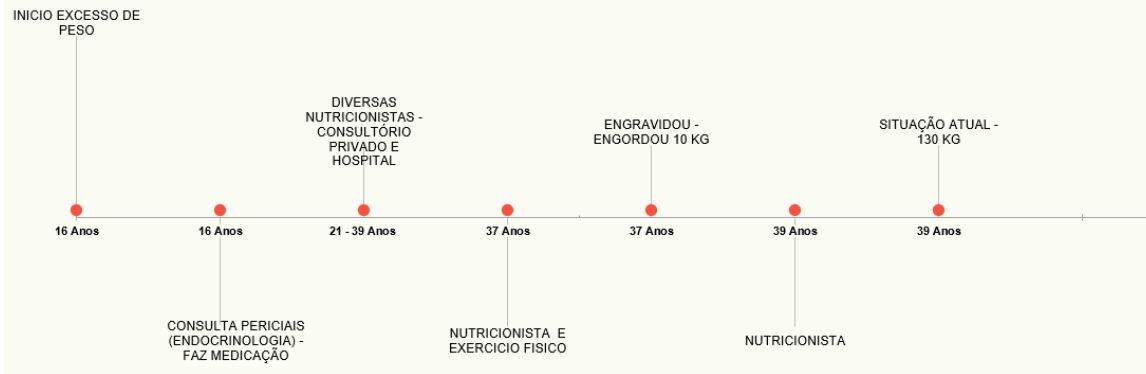 INICIO EXCESSO DE
PESO
DIVERSAS
NUTRICIONISTAS -
CONSULTÓRIO
PRIVADO E
HOSPITAL
ENGRAVIDOU -
ENGORDOU 10 KG
SITUAÇÃO ATUAL -
130 KG
16 Anos
16 Anos
21 - 39 Anos
37 Anos
37 Anos
39 Anos
39 Anos
CONSULTA PERICIAIS
(ENDOCRINOLOGIA) -
FAZ MEDICAÇÃO
NUTRICIONISTA  E
EXERCICIO FISICO
NUTRICIONISTA